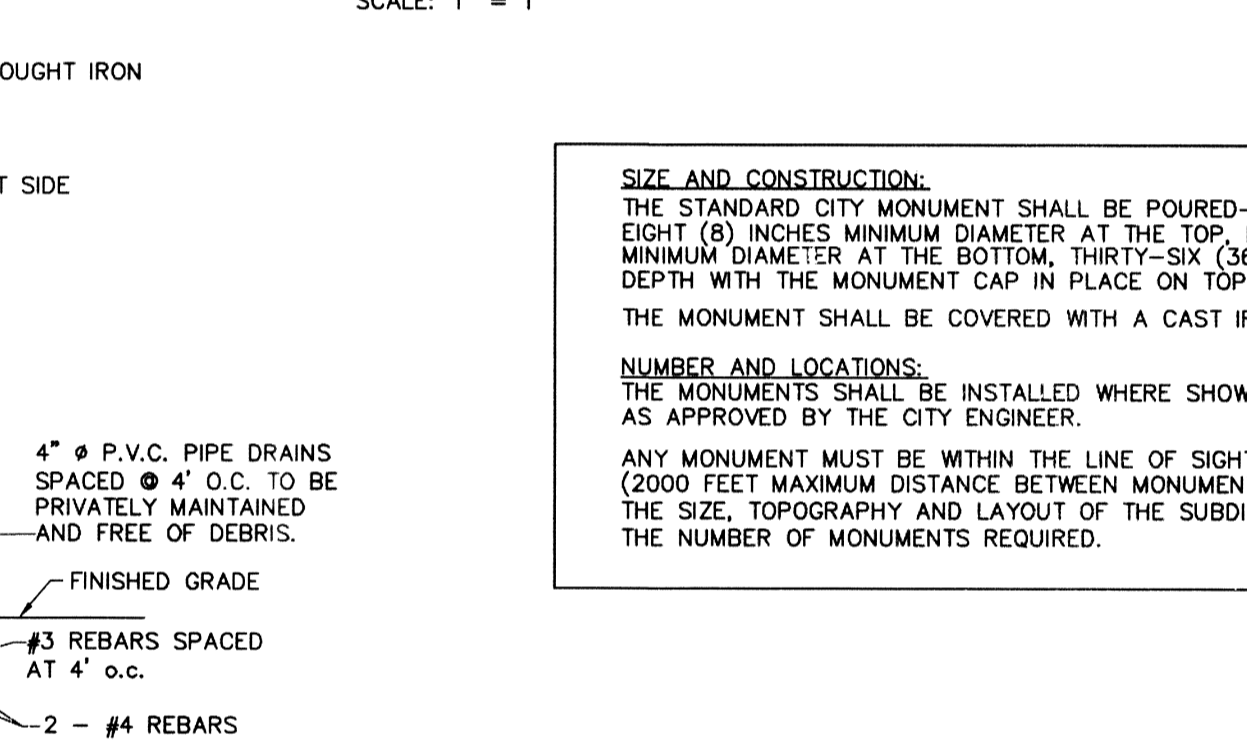 SCALE: 1" = 1'
OUGHT IRON
T SIDE
4" ø P.V.C. PIPE DRAINS
SPACED @ 4' O.C. TO BE
PRIVATELY MAINTAINED
AND FREE OF DEBRIS.
FINISHED GRADE
#3 REBARS SPACED
AT 4' o.c.
2 – #4 REBARS
SIZE AND CONSTRUCTION:
THE STANDARD CITY MONUMENT SHALL BE POURED-
EIGHT (8) INCHES MINIMUM DIAMETER AT THE TOP,
MINIMUM DIAMETER AT THE BOTTOM, THIRTY-SIX (36
DEPTH WITH THE MONUMENT CAP IN PLACE ON TOP
THE MONUMENT SHALL BE COVERED WITH A CAST
NUMBER AND LOCATIONS:
THE MONUMENTS SHALL BE INSTALLED WHERE SHOW
AS APPROVED BY THE CITY ENGINEER.
ANY MONUMENT MUST BE WITHIN THE LINE OF SIGHT
(2000 FEET MAXIMUM DISTANCE BETWEEN MONUMEN
THE SIZE, TOPOGRAPHY AND LAYOUT OF THE SUBDI
THE NUMBER OF MONUMENTS REQUIRED.